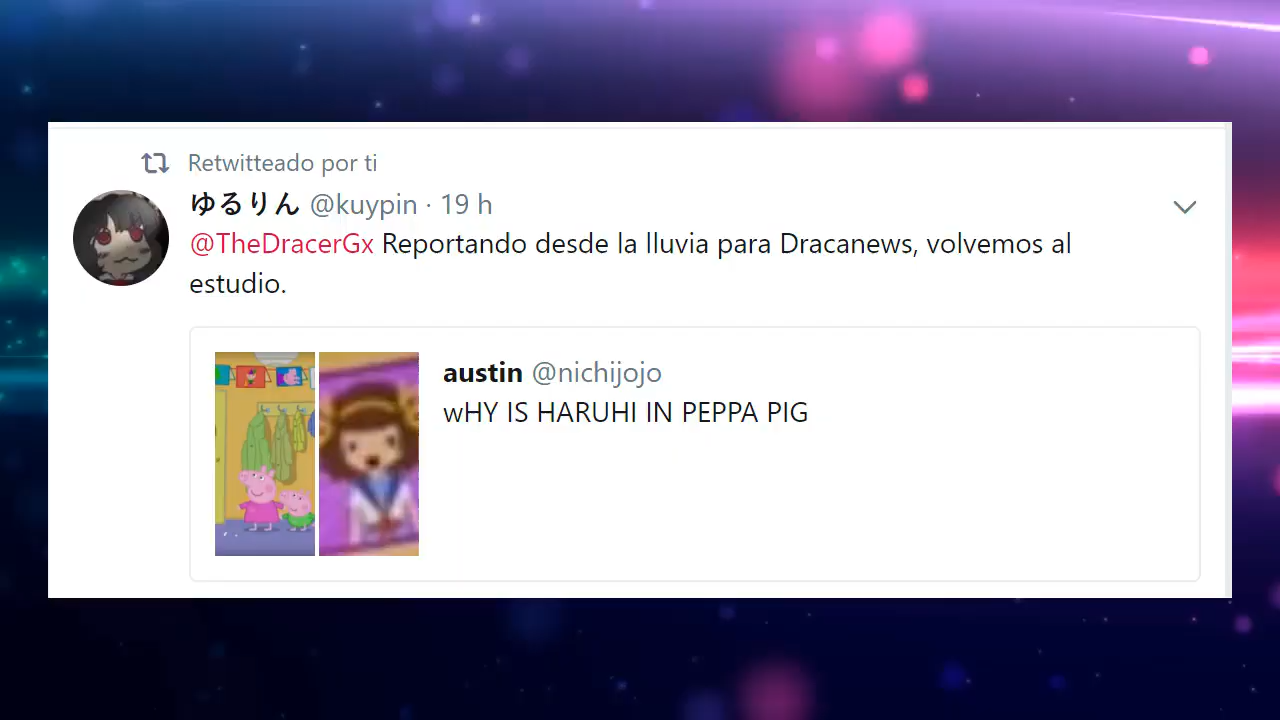 Retwitteado por ti
ゆるりん @kuypin · 19 h
@TheDracerGx Reportando desde la lluvia para Dracanews, volvemos al
estudio.
austin @nichijojo
wHY IS HARUHI IN PEPPA PIG